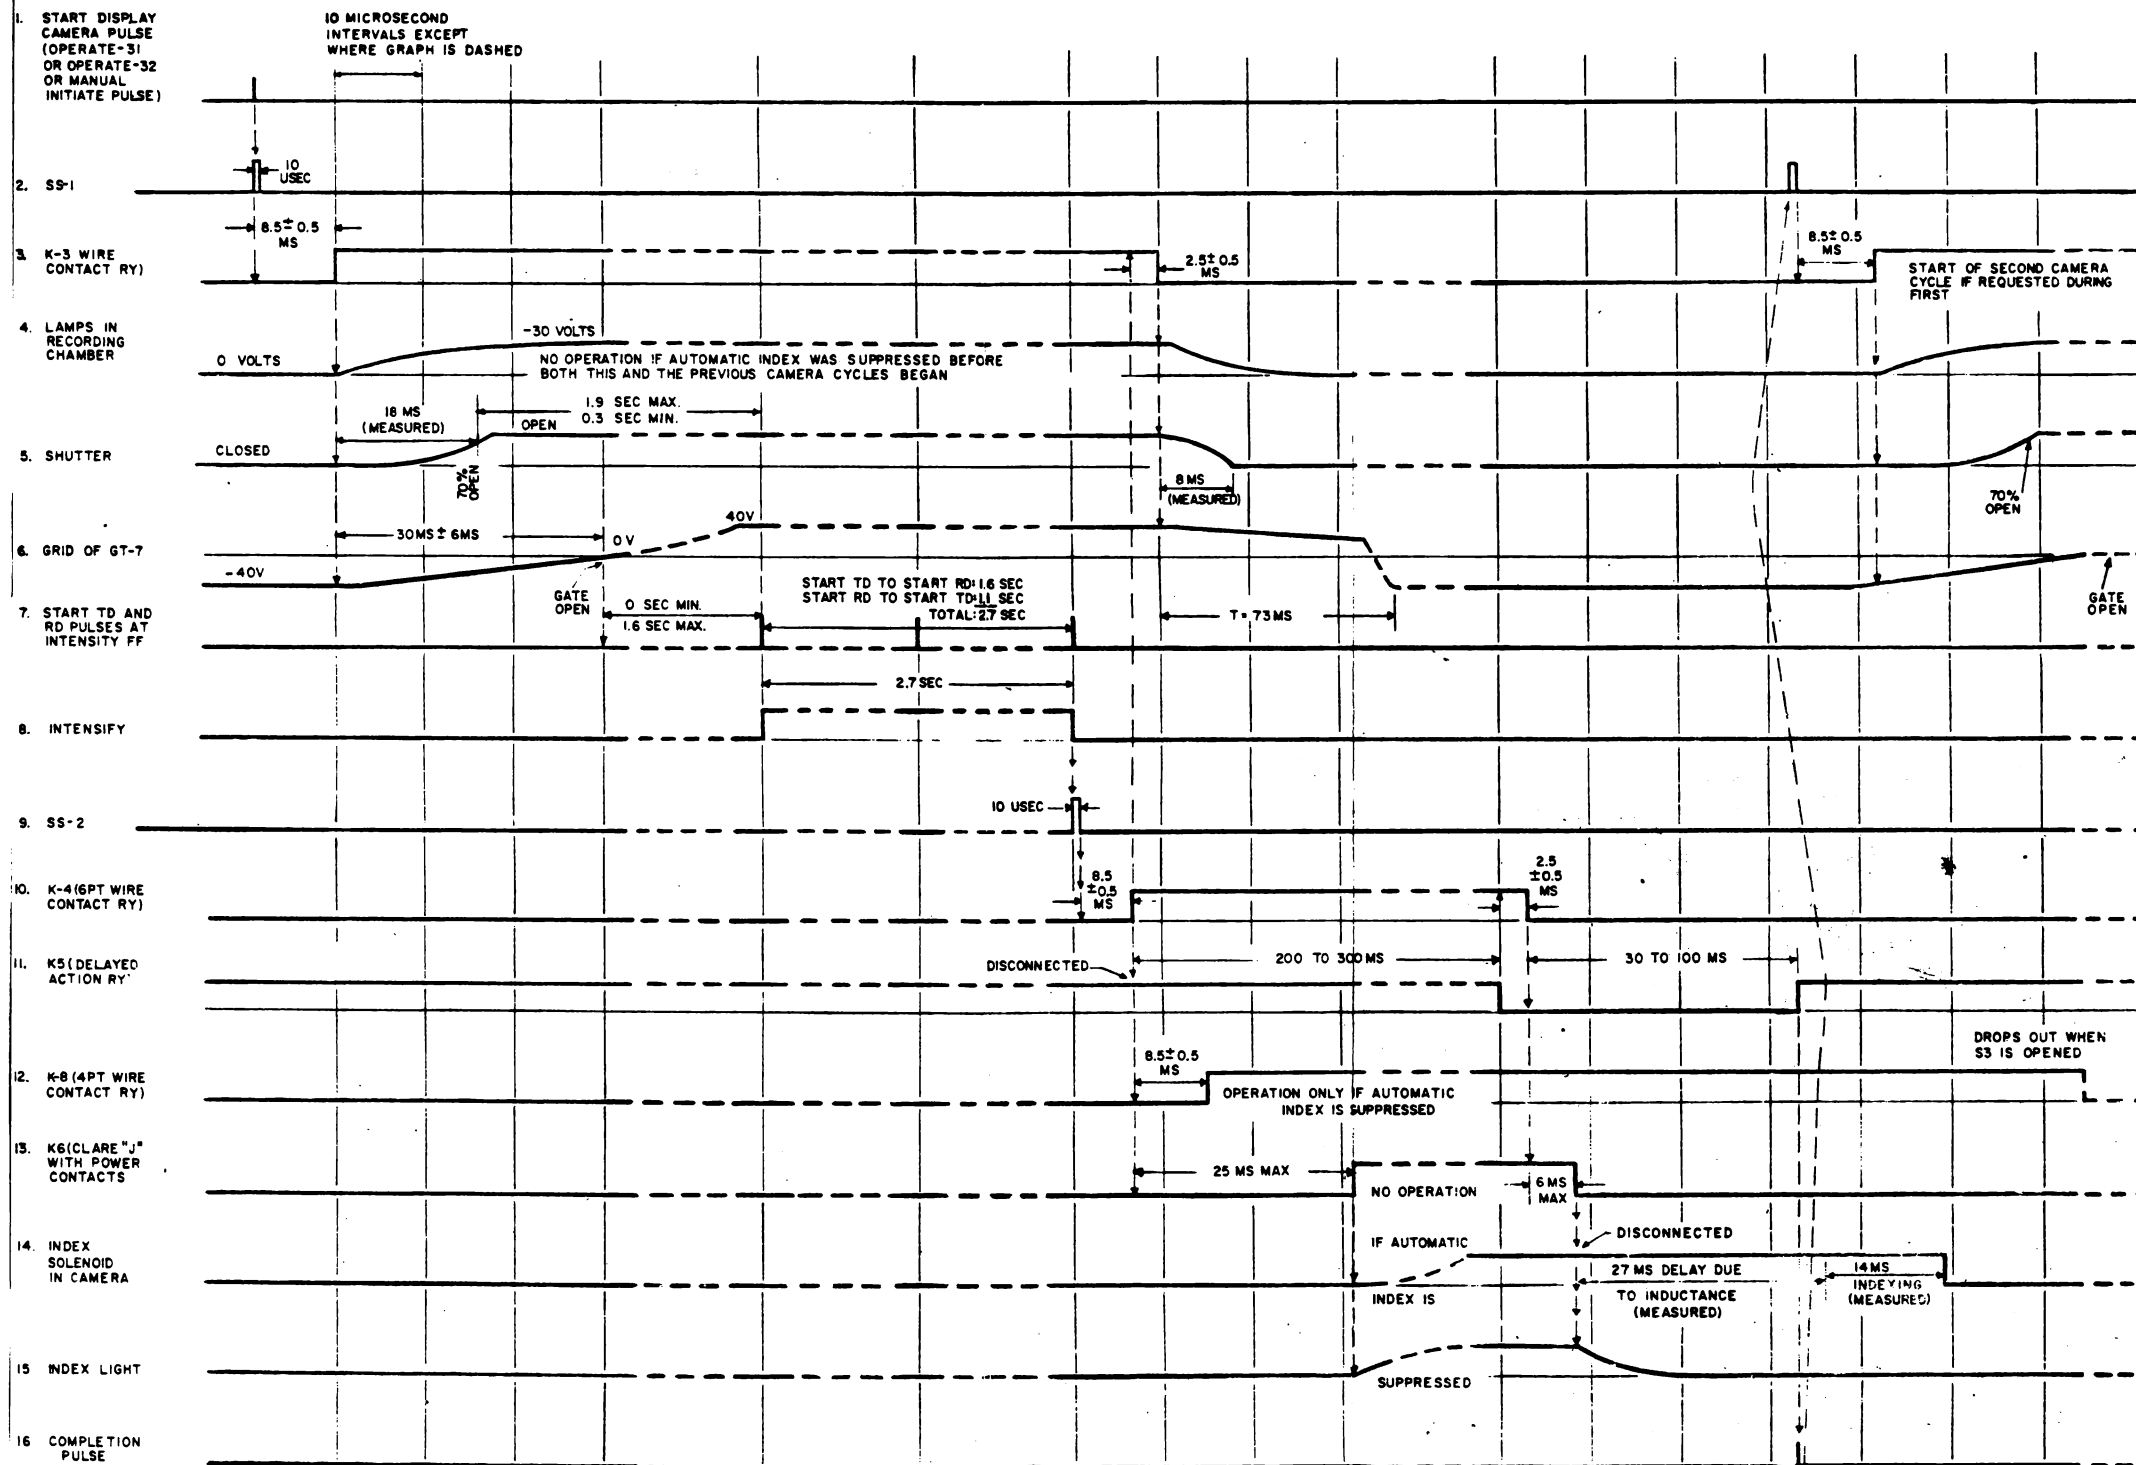 1. START DISPLAY
CAMERA PULSE
(OPERATE-31
OR OPERATE-32
OR MANUAL
INITIATE PULSE)
10 MICROSECOND
INTERVALS EXCEPT
WHERE GRAPH IS DASHED
2. SS-1
10
USEC
8.5± 0.5
MS
3. K-3 WIRE
CONTACT RY)
2.5± 0.5
MS
8.5± 0.5
MS
START OF SECOND CAMERA
CYCLE IF REQUESTED DURING
FIRST
4. LAMPS IN
RECORDING
CHAMBER
0 VOLTS
-30 VOLTS
NO OPERATION IF AUTOMATIC INDEX WAS SUPPRESSED BEFORE
BOTH THIS AND THE PREVIOUS CAMERA CYCLES BEGAN
5. SHUTTER
CLOSED
18 MS
(MEASURED)
1.9 SEC MAX.
0.3 SEC MIN.
OPEN
70%
OPEN
8 MS
(MEASURED)
70%
OPEN
6. GRID OF GT-7
-40V
30MS ± 6MS
0V
40V
GATE
OPEN
T = 73 MS
GATE
OPEN
7. START TD AND
RD PULSES AT
INTENSITY FF
0 SEC MIN.
1.6 SEC MAX.
START TD TO START RD: 1.6 SEC
START RD TO START TD: 1.1 SEC
TOTAL: 2.7 SEC
2.7 SEC
8. INTENSIFY
9. SS-2
10 USEC
10. K-4 (6PT WIRE
CONTACT RY)
8.5
±0.5
MS
2.5
±0.5
MS
11. K5 (DELAYED
ACTION RY
DISCONNECTED
200 TO 300 MS
30 TO 100 MS
12. K-8 (4PT WIRE
CONTACT RY)
8.5± 0.5
MS
OPERATION ONLY IF AUTOMATIC
INDEX IS SUPPRESSED
DROPS OUT WHEN
S3 IS OPENED
13. K6(CLARE "J"
WITH POWER
CONTACTS
25 MS MAX
NO OPERATION
6 MS
MAX
14. INDEX
SOLENOID
IN CAMERA
IF AUTOMATIC
INDEX IS
DISCONNECTED
27 MS DELAY DUE
TO INDUCTANCE
(MEASURED)
14 MS
INDEXING
(MEASURED)
15 INDEX LIGHT
SUPPRESSED
16 COMPLETION
PULSE